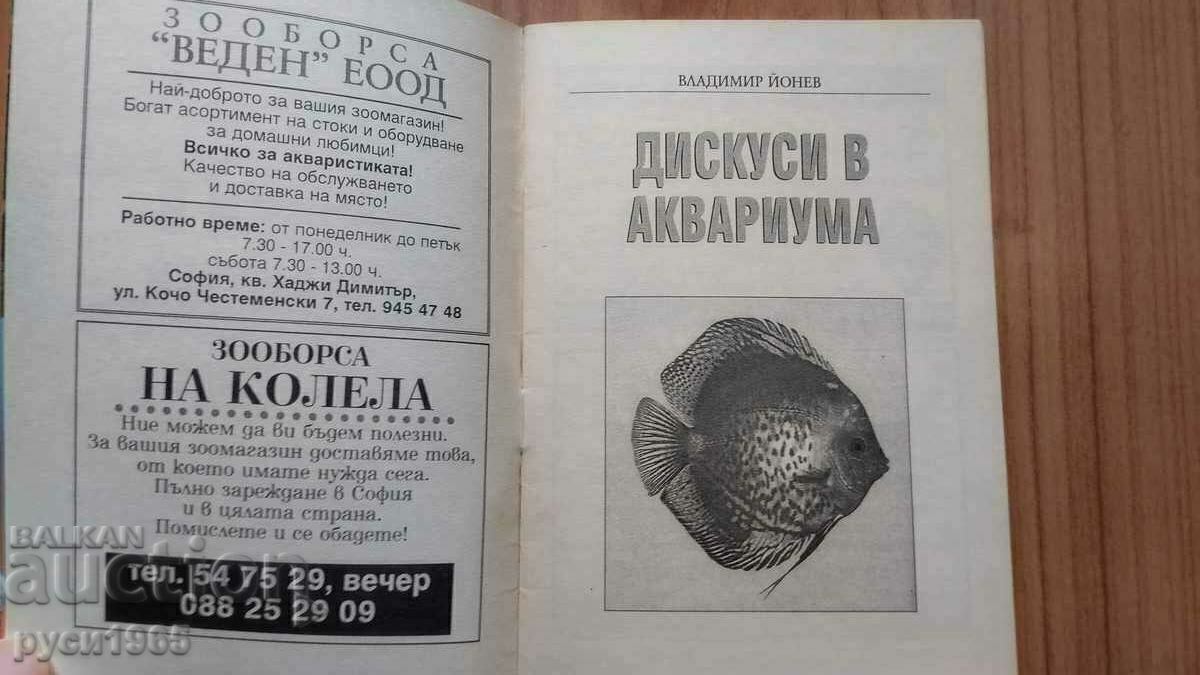 ЗООБОРСА
“ВЕДЕН” ЕООД
Най-доброто за вашия зоомагазин!
Богат асортимент на стоки и оборудване
за домашни любимци!
Всичко за акваристиката!
Качество на обслужването
и доставка на място!
Работно време: от понеделник до петък
7.30 - 17.00 ч.
събота 7.30 - 13.00 ч.
София, кв. Хаджи Димитър,
ул. Кочо Честеменски 7, тел. 945 47 48
ЗООБОРСА
НА КОЛЕЛА
Ние можем да ви бъдем полезни.
За вашия зоомагазин доставяме това,
от което имате нужда сега.
Пълно зареждане в София
и в цялата страна.
Помислете и се обадете!
тел. 54 75 29, вечер
088 25 29 09
ВЛАДИМИР ЙОНЕВ
ДИСКУСИ В
АКВАРИУМА
BALKAN
auction
руси1965